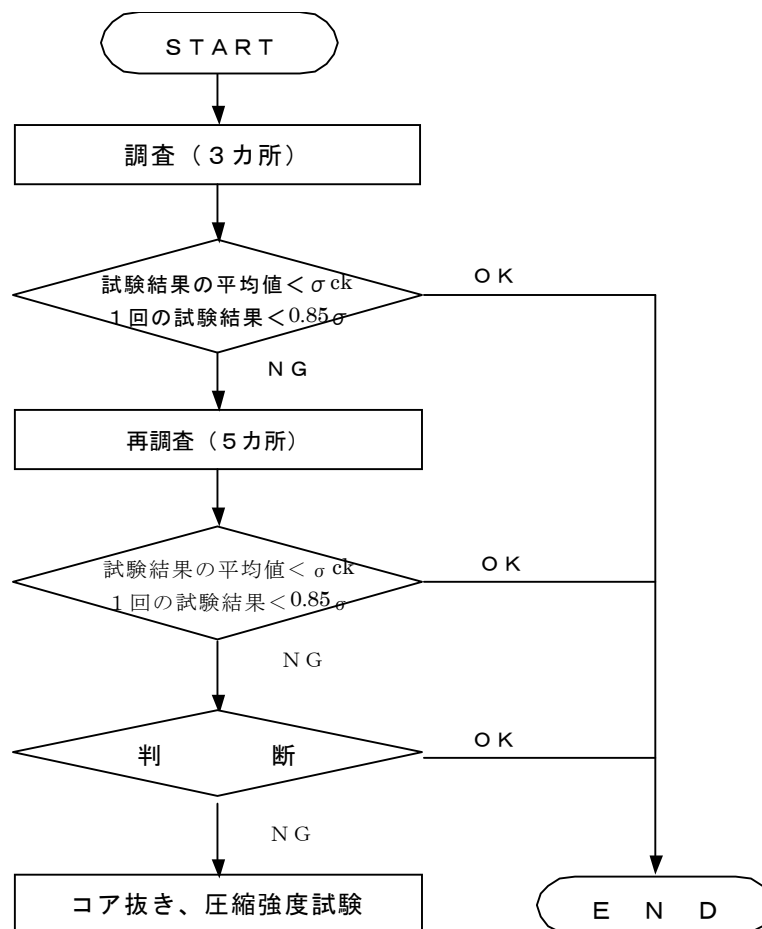 START
調査（３カ所）
試験結果の平均値＜σck
１回の試験結果＜0.85σ
OK
NG
再調査（５カ所）
試験結果の平均値＜σck
１回の試験結果＜0.85σ
OK
NG
判　断
OK
NG
コア抜き、圧縮強度試験
END